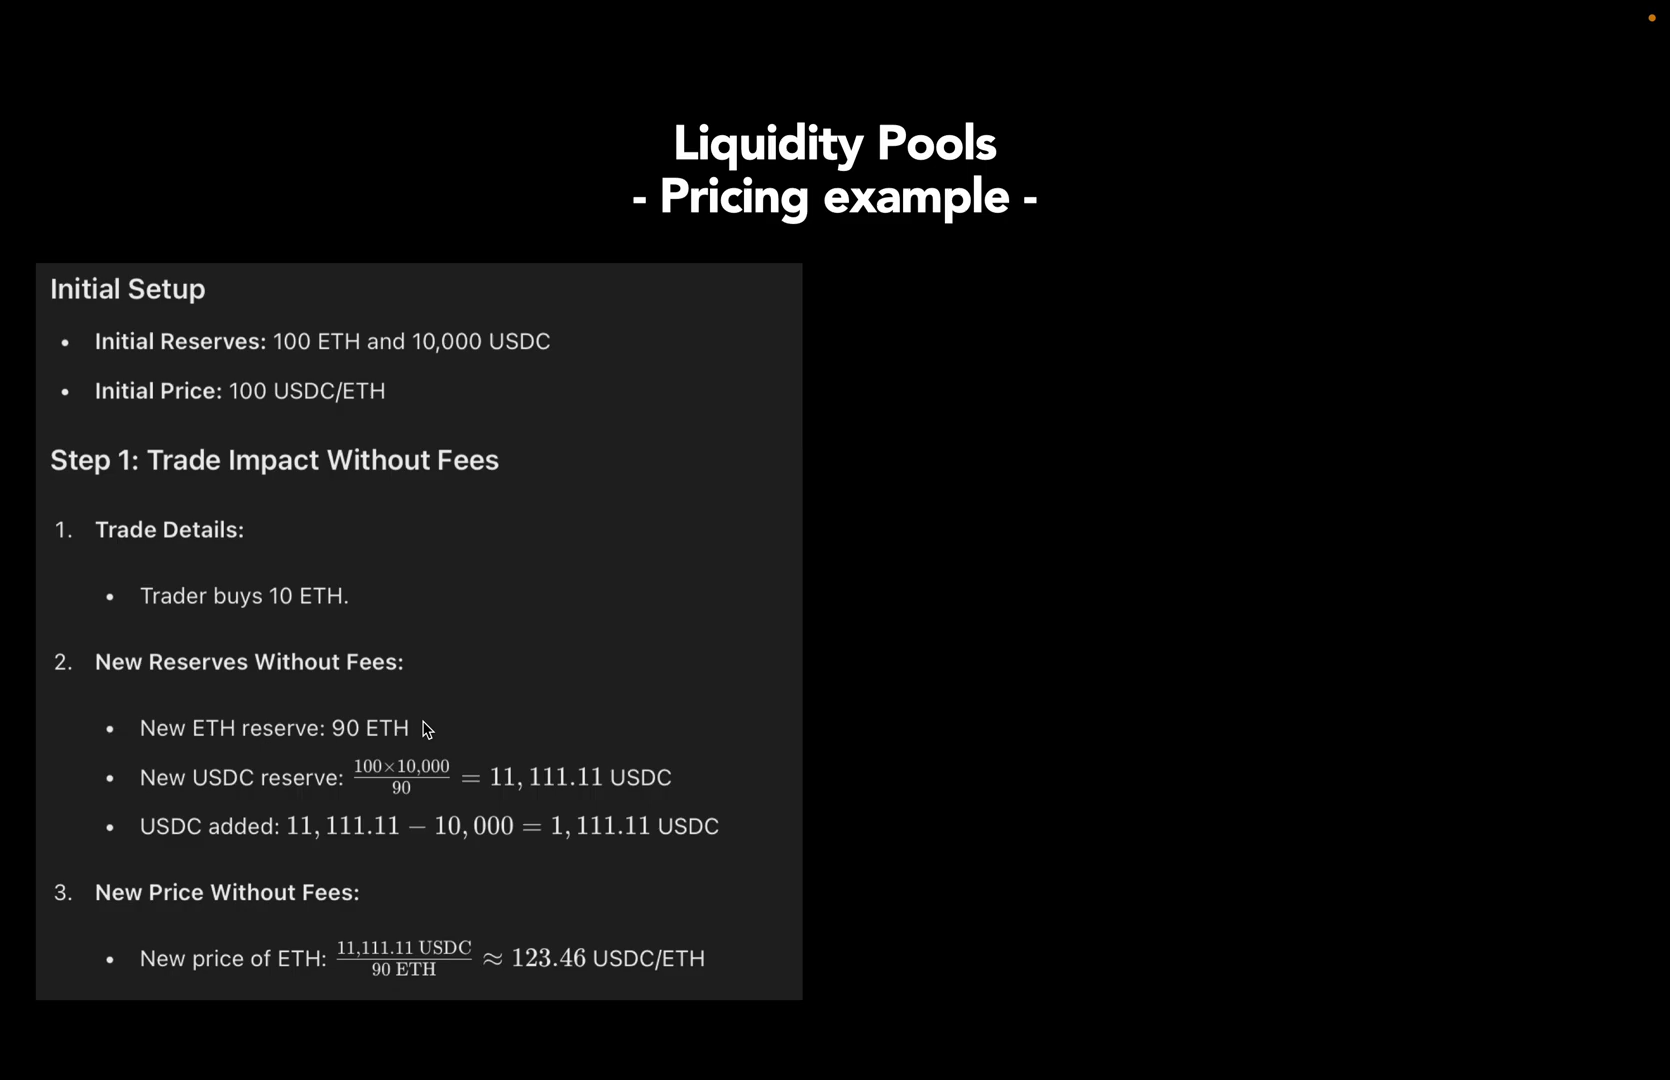 Liquidity Pools
- Pricing example -
Initial Setup
• Initial Reserves: 100 ETH and 10,000 USDC
• Initial Price: 100 USDC/ETH
Step 1: Trade Impact Without Fees
1. Trade Details:
• Trader buys 10 ETH.
2. New Reserves Without Fees:
• New ETH reserve: 90 ETH
• New USDC reserve: 100×10,000/90 = 11,111.11 USDC
• USDC added: 11,111.11 − 10,000 = 1,111.11 USDC
3. New Price Without Fees:
• New price of ETH: 11,111.11 USDC/90 ETH ≈ 123.46 USDC/ETH